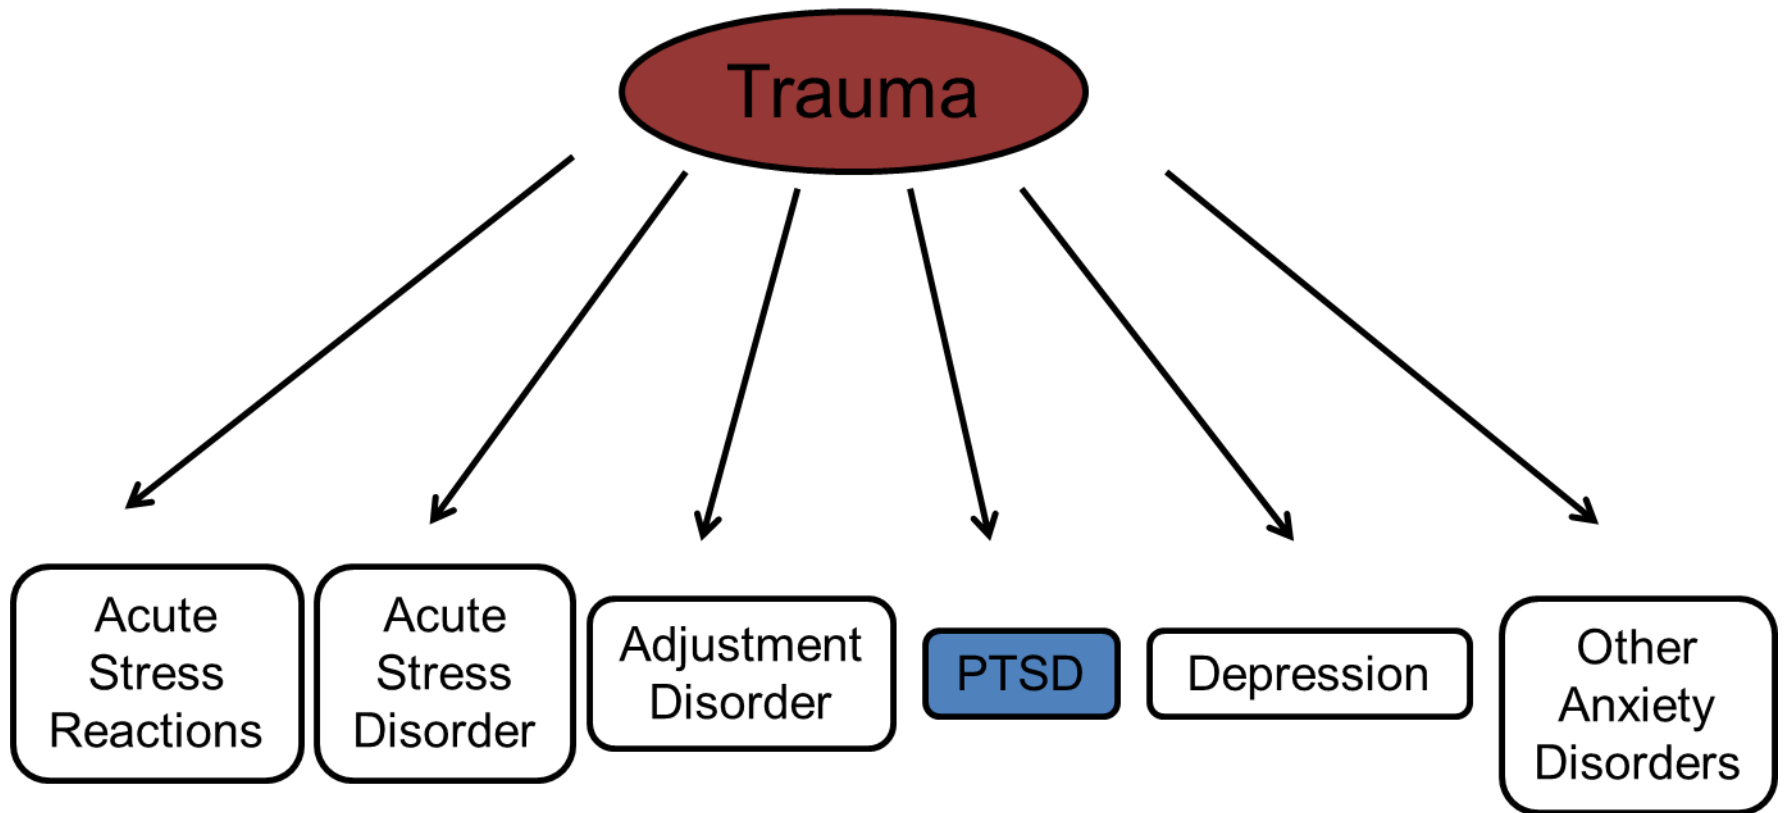 Trauma
Acute
Stress
Reactions
Acute
Stress
Disorder
Adjustment
Disorder
PTSD
Depression
Other
Anxiety
Disorders